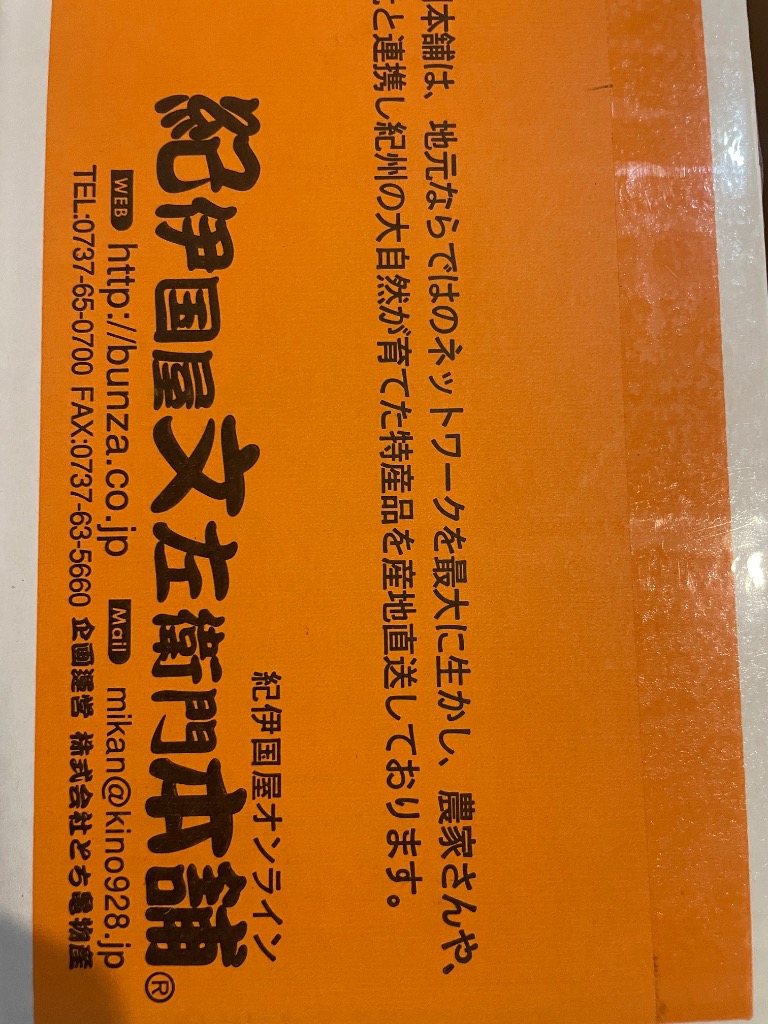 本舗は、地元ならではのネットワークを最大に生かし、農家さんや、
と連携し紀州の大自然が育てた特産品を産地直送しております。
紀伊国屋オンライン
紀伊国屋文左衛門本舗®
WEB http://bunza.co.jp Mail mikan@kino928.jp
TEL:0737-65-0700 FAX:0737-63-5660 企画運営 株式会社とち亀物産